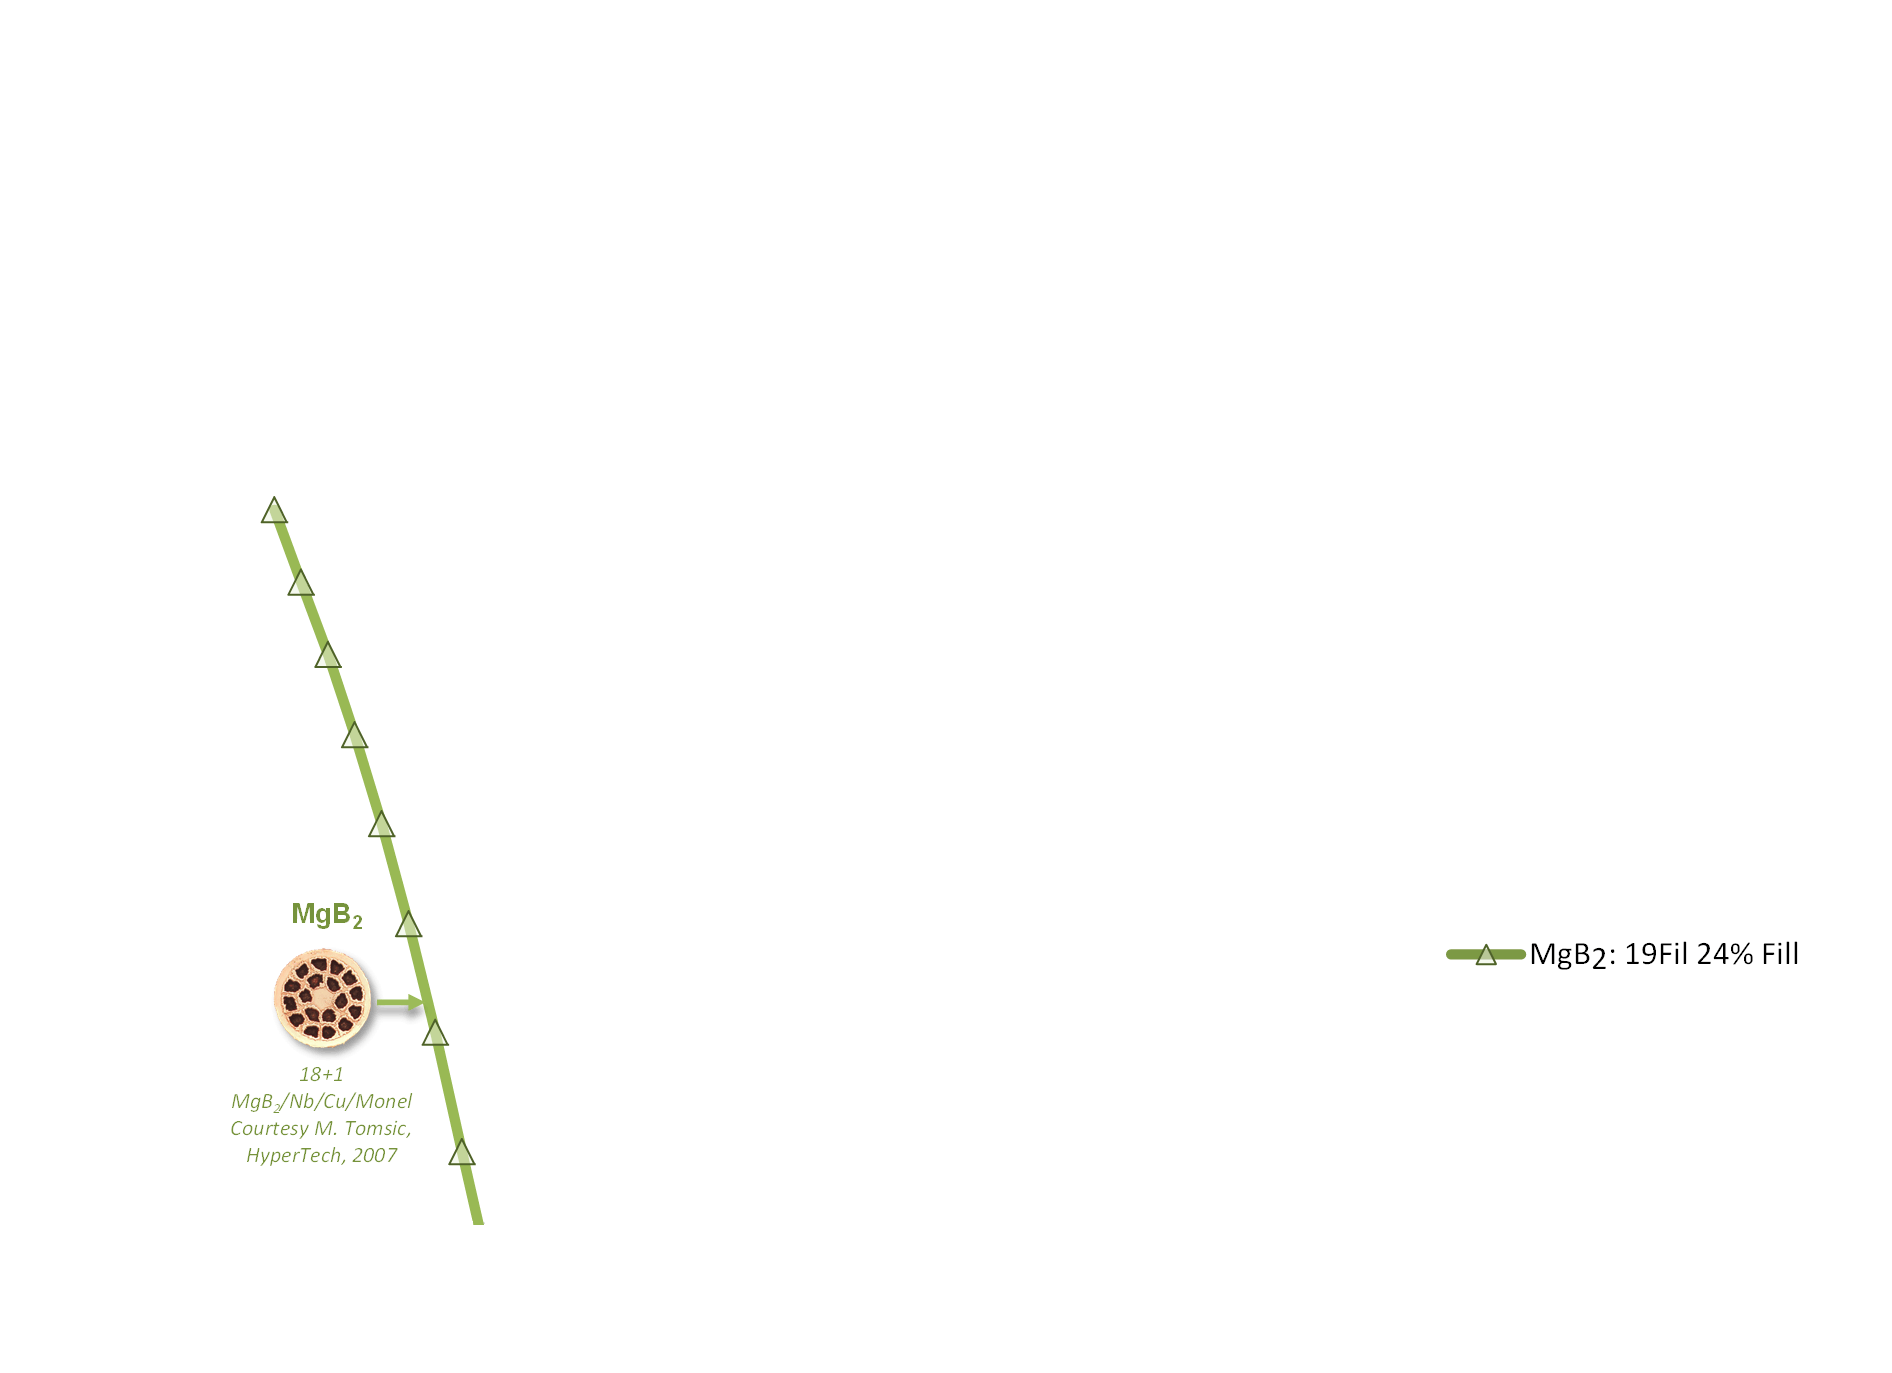 MgB₂
18+1
MgB₂/Nb/Cu/Monel
Courtesy M. Tomsic,
HyperTech, 2007
MgB2: 19Fil 24% Fill